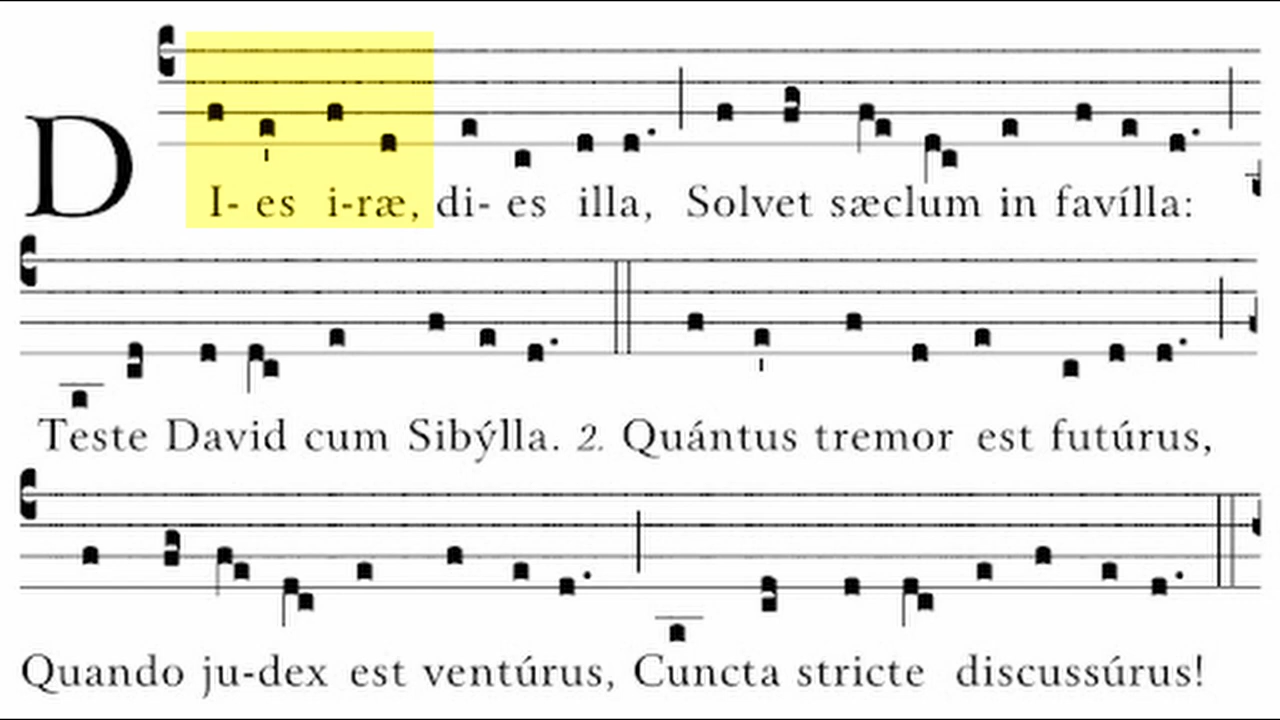 DI- es i-ræ, di- es illa, Solvet sæclum in favílla:
Teste David cum Sibýlla. 2. Quántus tremor est futúrus,
Quando ju-dex est ventúrus, Cuncta stricte discussúrus!